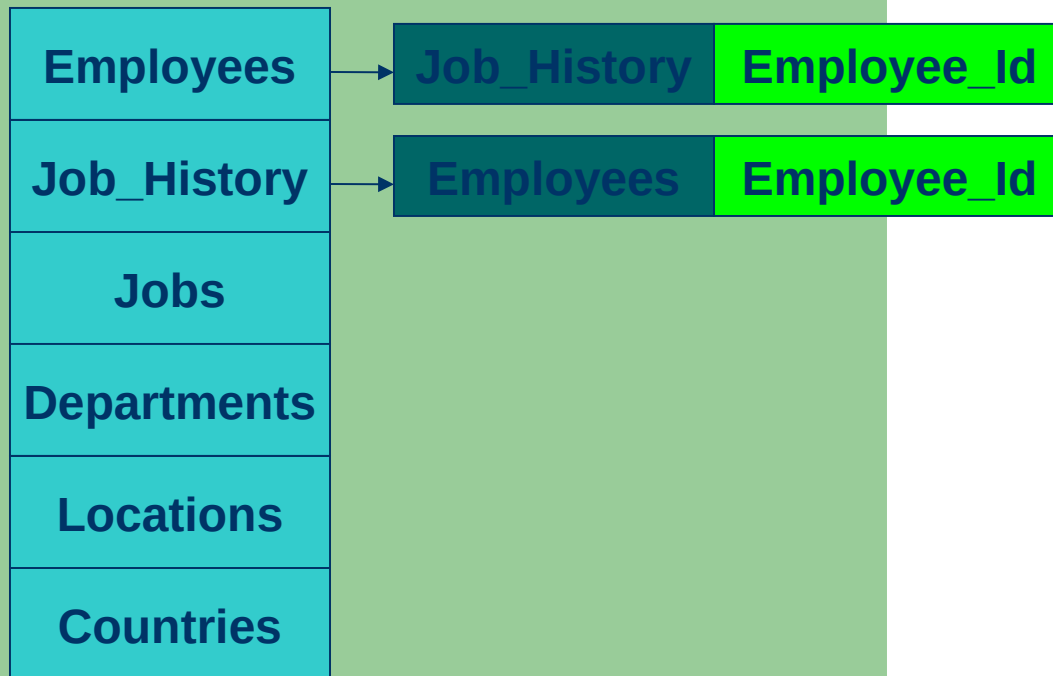 Employees Job_History Employee_Id
Job_History Employees Employee_Id
Jobs
Departments
Locations
Countries